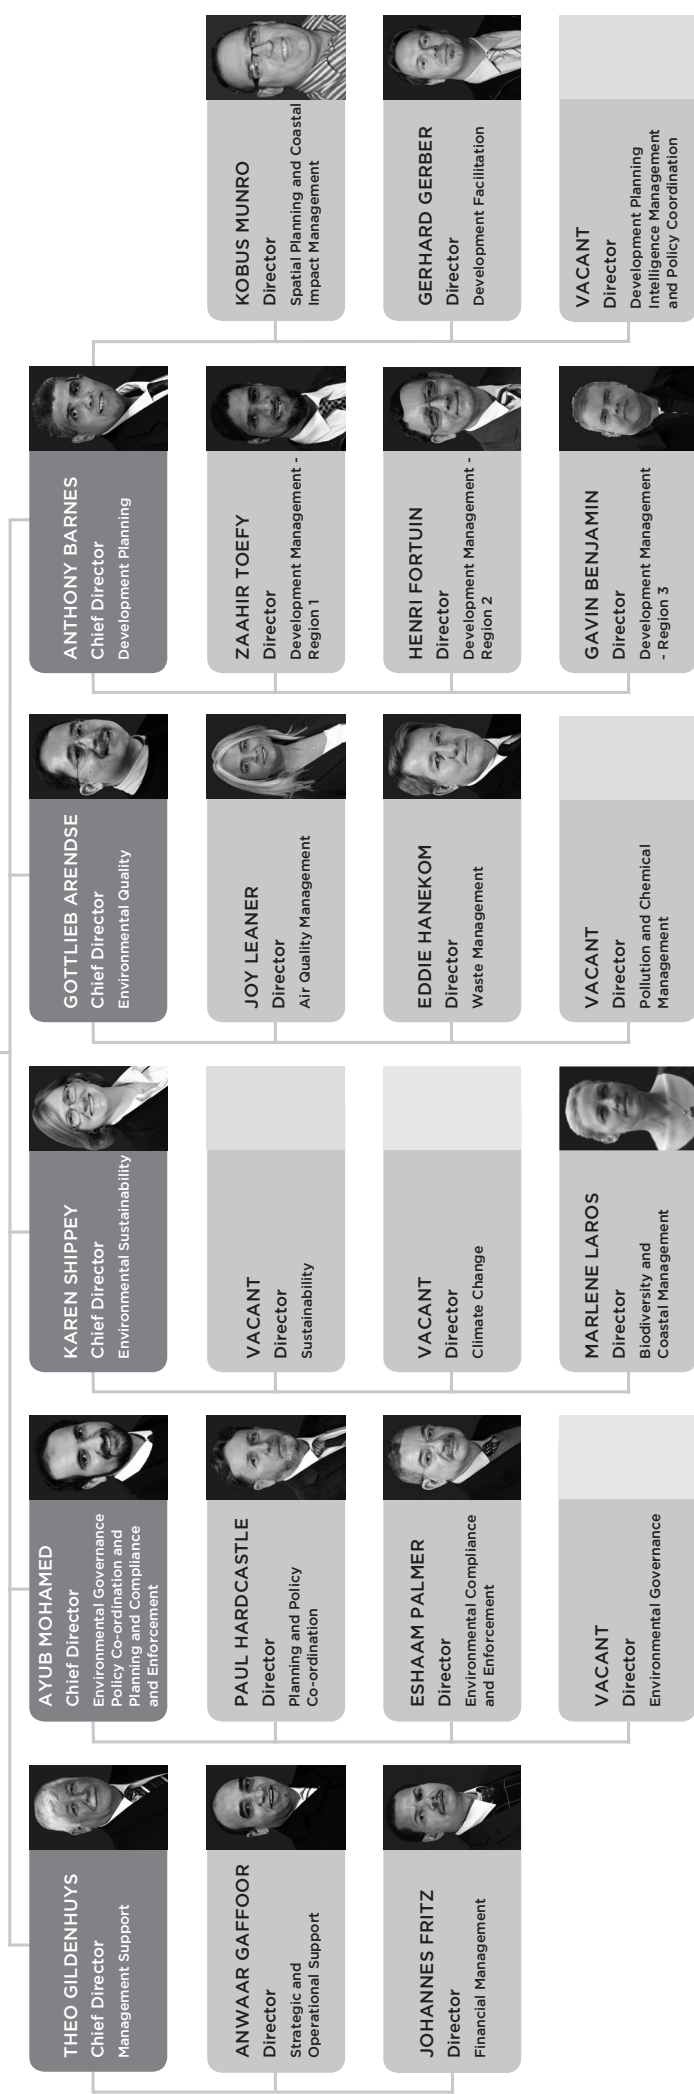 THEO GILDENHUYS
Chief Director
Management Support
ANWAAR GAFFOOR
Director
Strategic and
Operational Support
JOHANNES FRITZ
Director
Financial Management
AYUB MOHAMED
Chief Director
Environmental Governance
Policy Co-ordination and
Planning and Compliance
and Enforcement
PAUL HARDCASTLE
Director
Planning and Policy
Co-ordination
ESHAAM PALMER
Director
Environmental Compliance
and Enforcement
VACANT
Director
Environmental Governance
KAREN SHIPPEY
Chief Director
Environmental Sustainability
VACANT
Director
Sustainability
VACANT
Director
Climate Change
MARLENE LAROS
Director
Biodiversity and
Coastal Management
GOTTLIEB ARENDSE
Chief Director
Environmental Quality
JOY LEANER
Director
Air Quality Management
EDDIE HANEKOM
Director
Waste Management
VACANT
Director
Pollution and Chemical
Management
ANTHONY BARNES
Chief Director
Development Planning
ZAAHIR TOEFY
Director
Development Management -
Region 1
HENRI FORTUIN
Director
Development Management -
Region 2
GAVIN BENJAMIN
Director
Development Management
- Region 3
KOBUS MUNRO
Director
Spatial Planning and Coastal
Impact Management
GERHARD GERBER
Director
Development Facilitation
VACANT
Director
Development Planning
Intelligence Management
and Policy Coordination